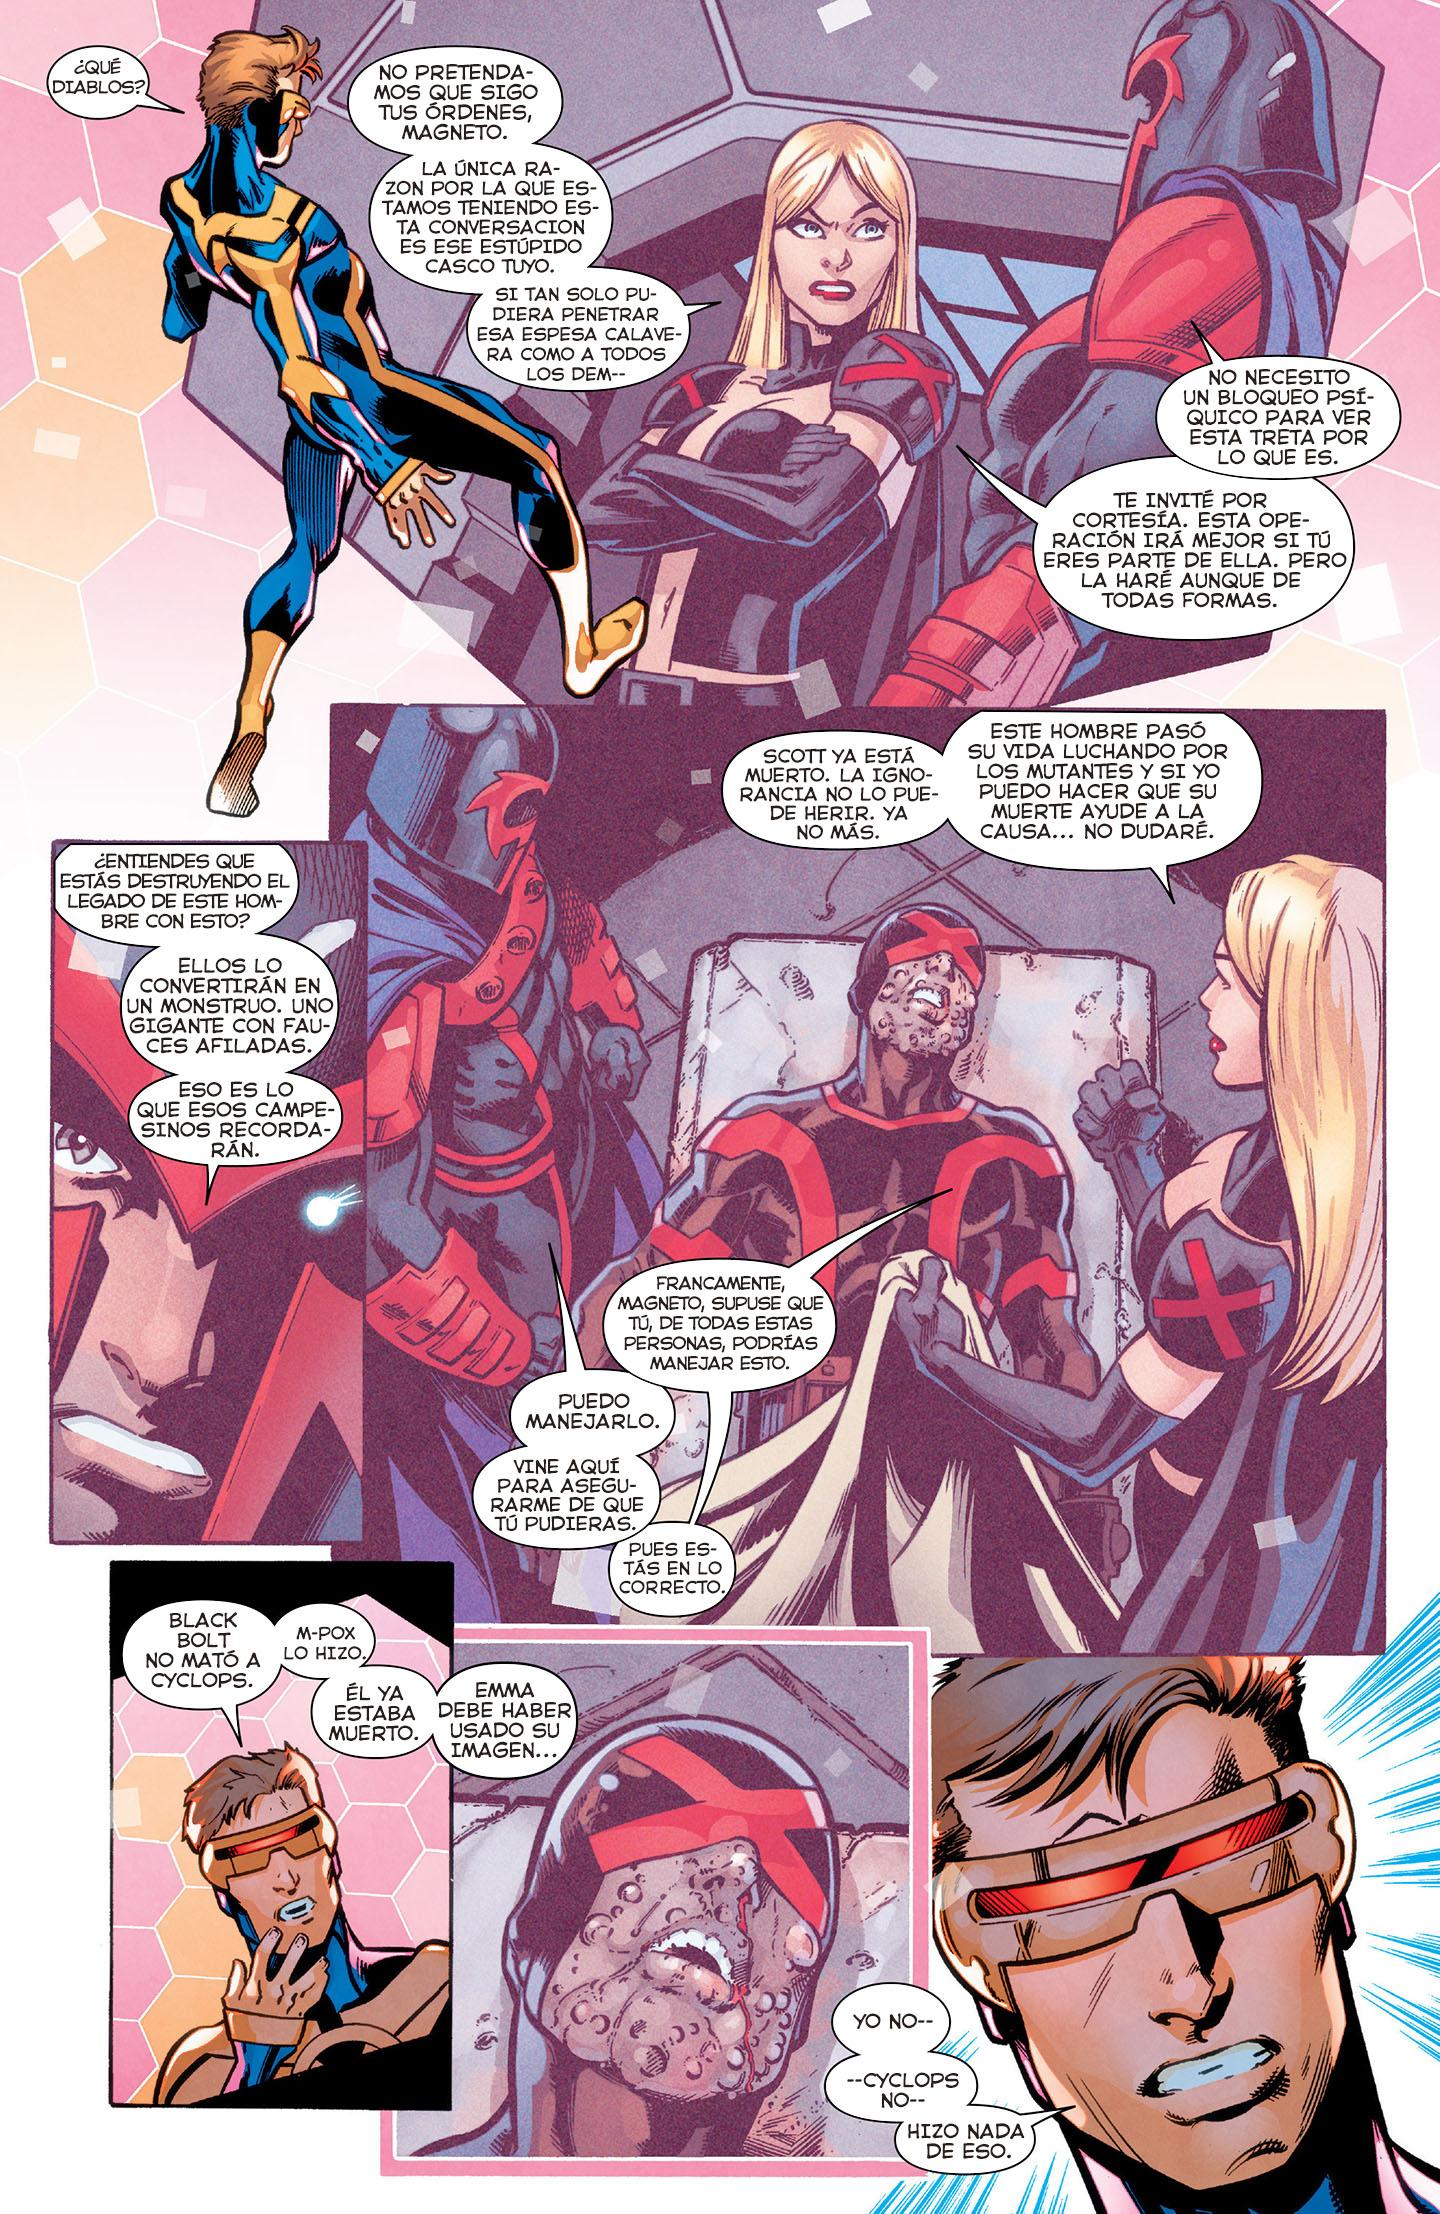 ¿QUÉ
DIABLOS?
NO PRETENDA-
MOS QUE SIGO
TUS ÓRDENES,
MAGNETO.
LA ÚNICA RA-
ZON POR LA QUE ES-
TAMOS TENIENDO ES-
TA CONVERSACION
ES ESE ESTÚPIDO
CASCO TUYO.
SI TAN SOLO PU-
DIERA PENETRAR
ESA ESPESA CALAVE-
RA COMO A TODOS
LOS DEM--
NO NECESITO
UN BLOQUEO PSÍ-
QUICO PARA VER
ESTA TRETA POR
LO QUE ES.
TE INVITÉ POR
CORTESÍA. ESTA OPE-
RACIÓN IRÁ MEJOR SI TÚ
ERES PARTE DE ELLA. PERO
LA HARÉ AUNQUE DE
TODAS FORMAS.
¿ENTIENDES QUE
ESTÁS DESTRUYENDO EL
LEGADO DE ESTE HOM-
BRE CON ESTO?
ELLOS LO
CONVERTIRÁN EN
UN MONSTRUO. UNO
GIGANTE CON FAU-
CES AFILADAS.
ESO ES LO
QUE ESOS CAMPE-
SINOS RECORDA-
RÁN.
SCOTT YA ESTÁ
MUERTO. LA IGNO-
RANCIA NO LO PUE-
DE HERIR. YA
NO MÁS.
ESTE HOMBRE PASÓ
SU VIDA LUCHANDO POR
LOS MUTANTES Y SI YO
PUEDO HACER QUE SU
MUERTE AYUDE A LA
CAUSA... NO DUDARÉ.
FRANCAMENTE,
MAGNETO, SUPUSE QUE
TÚ, DE TODAS ESTAS
PERSONAS, PODRÍAS
MANEJAR ESTO.
PUEDO
MANEJARLO.
VINE AQUÍ
PARA ASEGU-
RARME DE QUE
TÚ PUDIERAS.
PUES ES-
TÁS EN LO
CORRECTO.
BLACK
BOLT
NO MATÓ A
CYCLOPS.
M-POX
LO HIZO.
ÉL YA
ESTABA
MUERTO.
EMMA
DEBE HABER
USADO SU
IMAGEN...
YO NO--
--CYCLOPS
NO--
HIZO NADA
DE ESO.